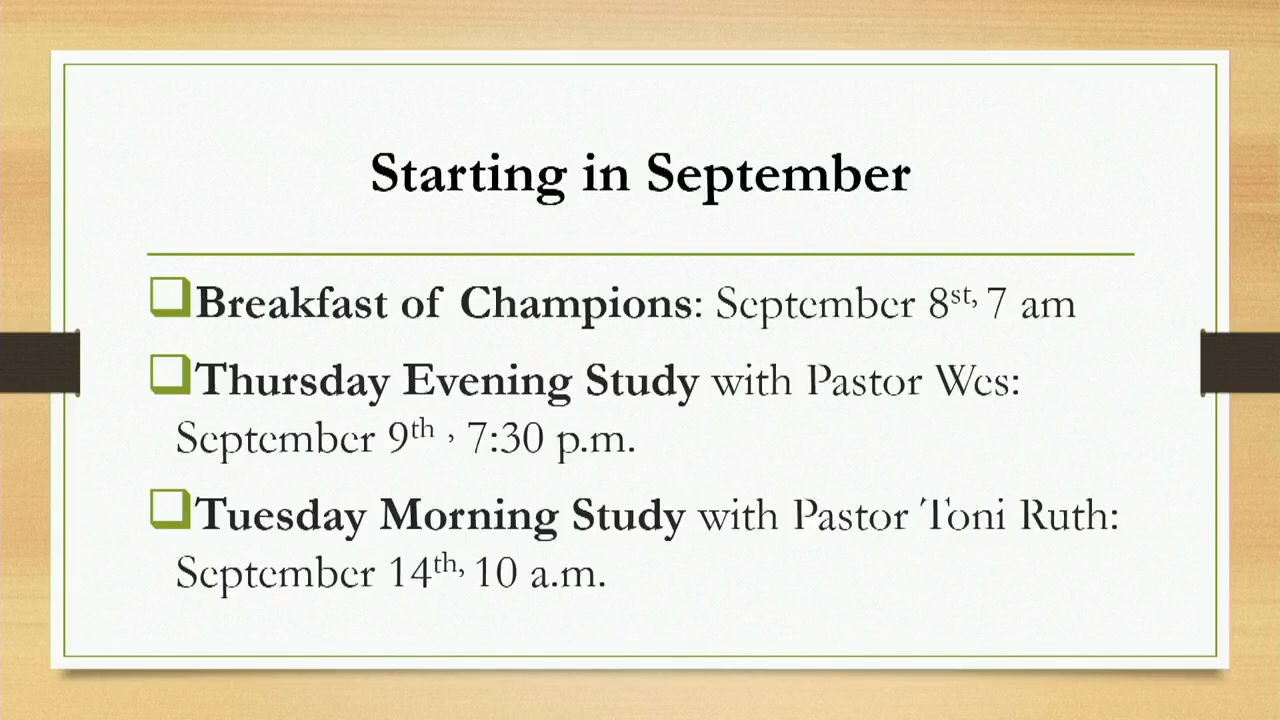 Starting in September
Breakfast of Champions: September 8st, 7 am
Thursday Evening Study with Pastor Wes:
September 9th , 7:30 p.m.
Tuesday Morning Study with Pastor Toni Ruth:
September 14th, 10 a.m.